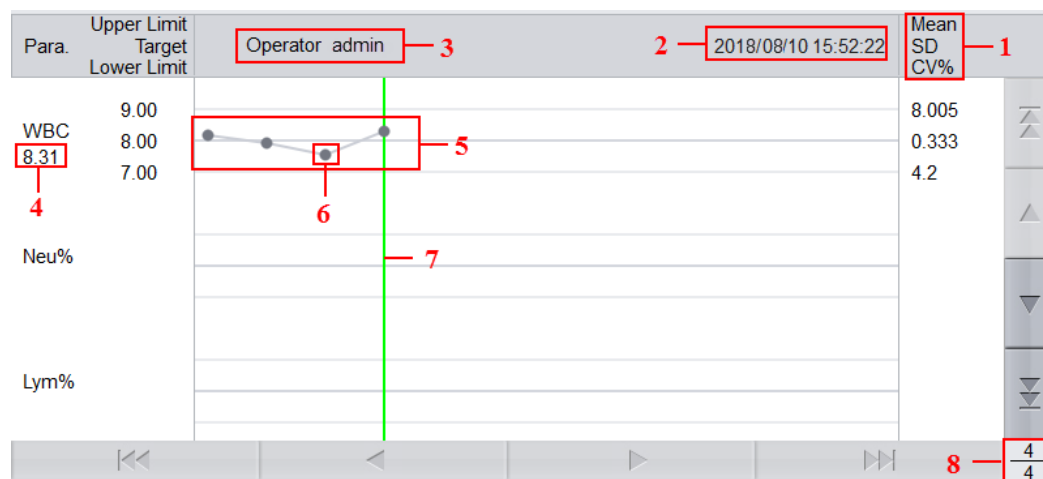 Para.
Upper Limit
Target
Lower Limit
Operator admin
3
2
2018/08/10 15:52:22
Mean
SD
CV%
1
WBC
8.31
9.00
8.00
7.00
8.005
0.333
4.2
5
4
6
Neu%
7
Lym%
8
4
4